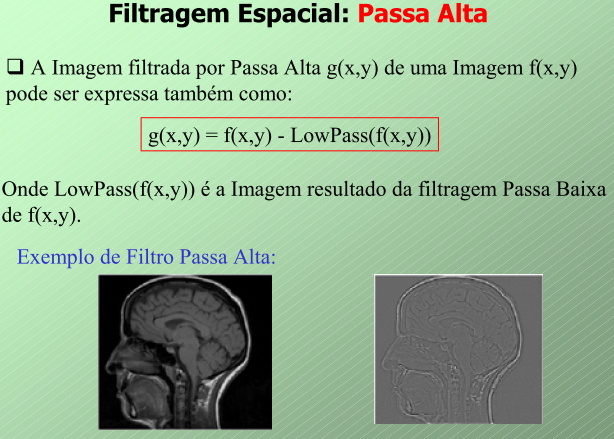 Filtragem Espacial: Passa Alta
❑ A Imagem filtrada por Passa Alta g(x,y) de uma Imagem f(x,y)
pode ser expressa também como:
g(x,y) = f(x,y) - LowPass(f(x,y))
Onde LowPass(f(x,y)) é a Imagem resultado da filtragem Passa Baixa
de f(x,y).
Exemplo de Filtro Passa Alta: